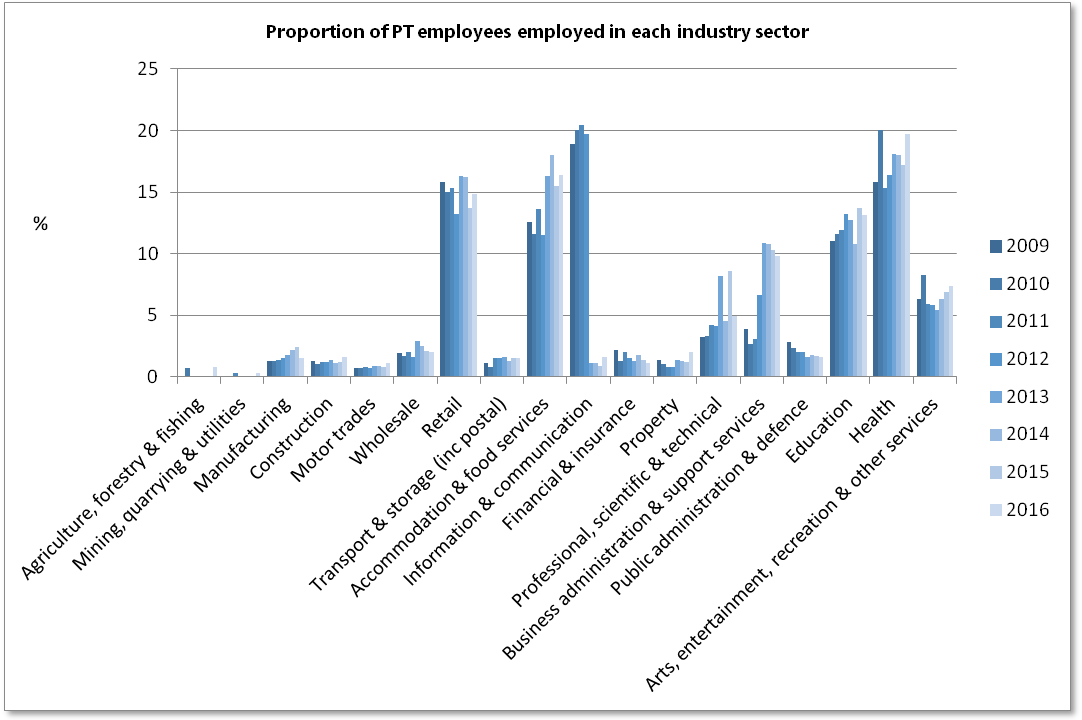 Proportion of PT employees employed in each industry sector
25
20
15
10
5
0
%
Agriculture, forestry & fishing
Mining, quarrying & utilities
Manufacturing
Construction
Motor trades
Wholesale
Retail
Transport & storage (inc postal)
Accommodation & food services
Information & communication
Financial & insurance
Property
Professional, scientific & technical
Business administration & support services
Public administration & defence
Education
Health
Arts, entertainment, recreation & other services
2009
2010
2011
2012
2013
2014
2015
2016